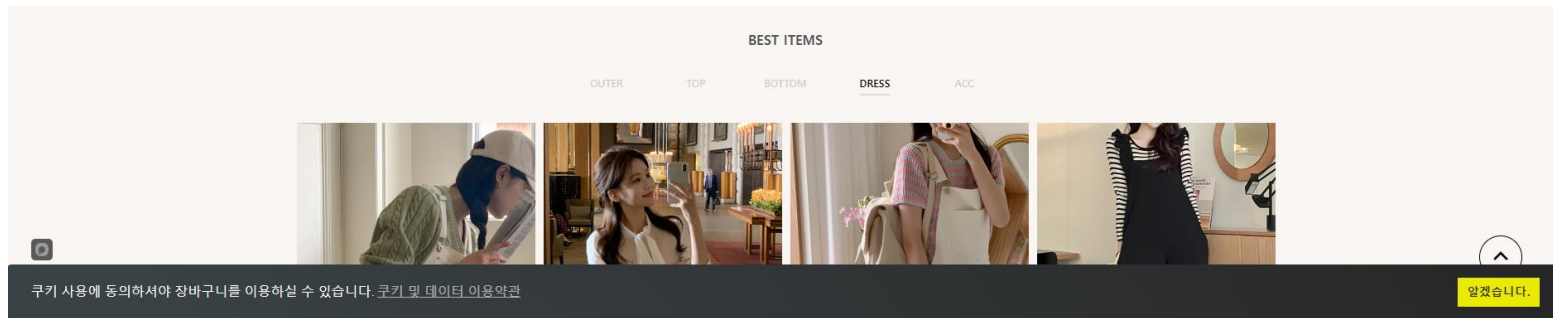 BEST ITEMS
OUTER TOP BOTTOM DRESS ACC
쿠키 사용에 동의하셔야 장바구니를 이용하실 수 있습니다. 쿠키 및 데이터 이용약관 알겠습니다.